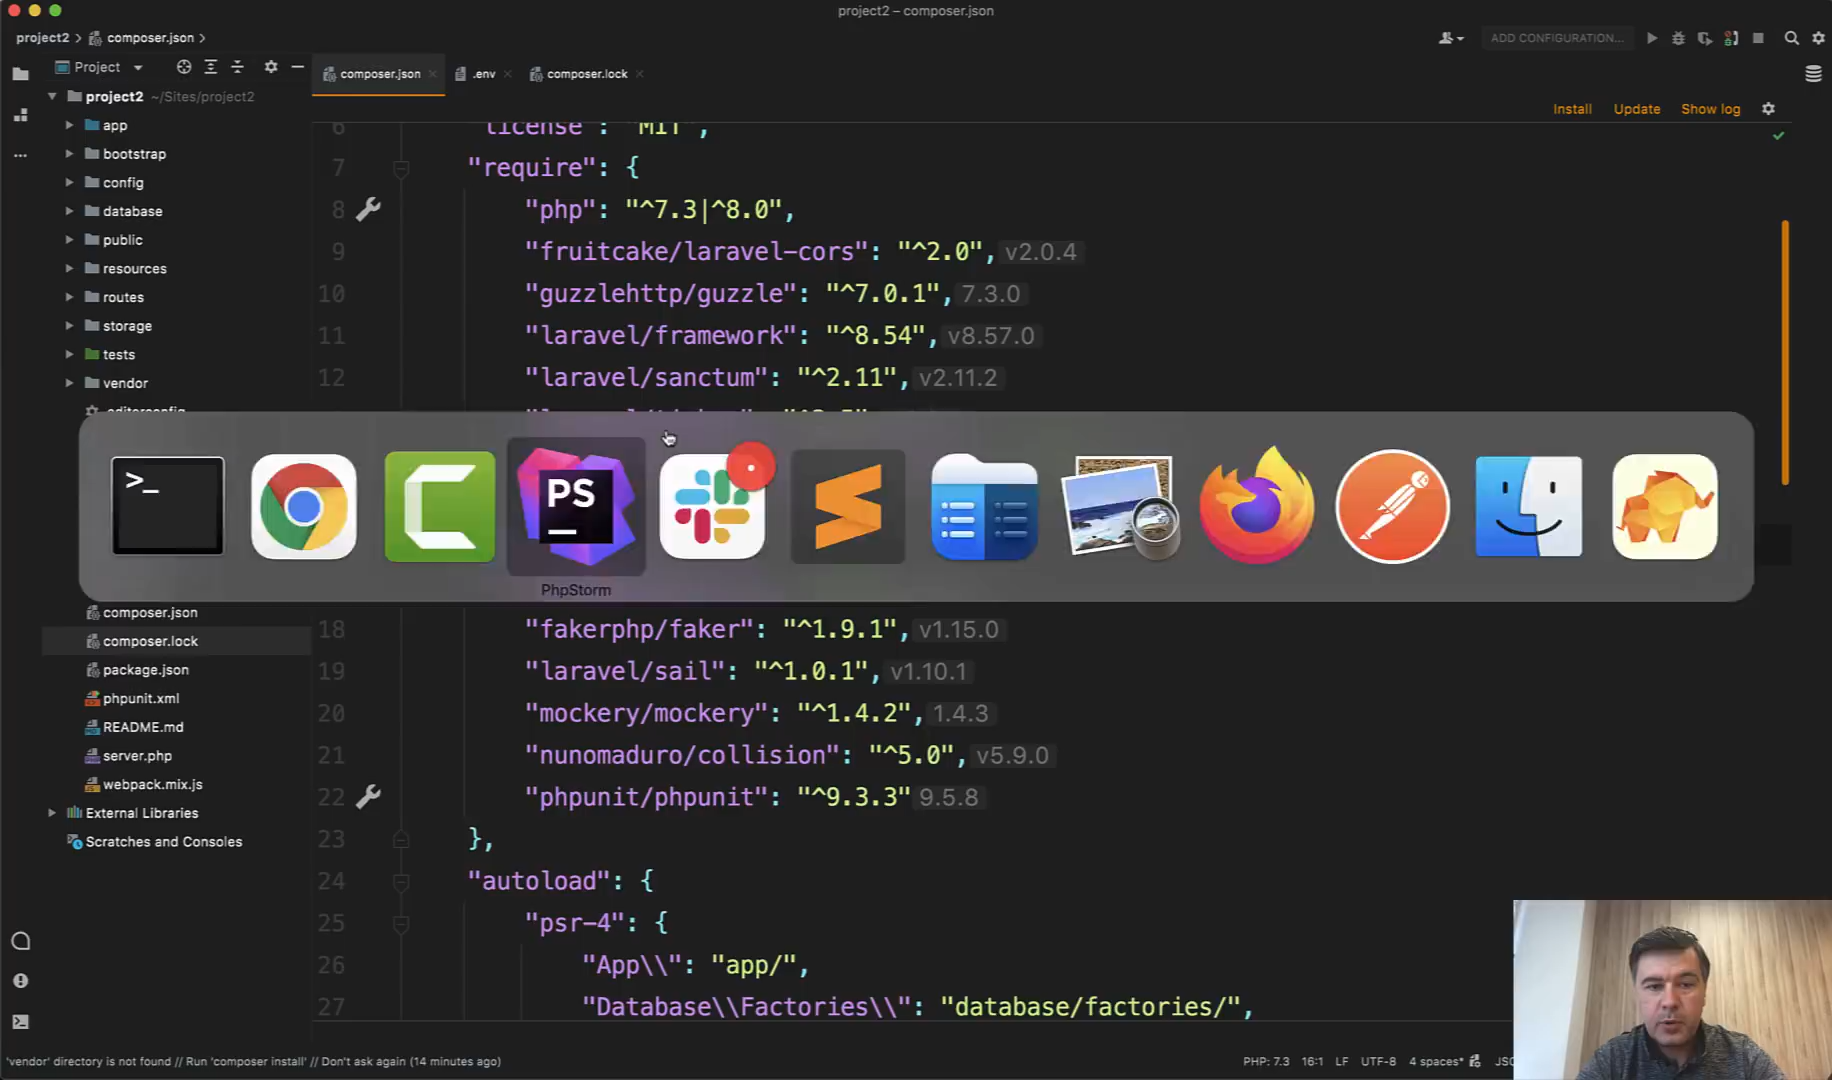 project2 – composer.json
project2 > composer.json >
ADD CONFIGURATION...
Project
composer.json
.env
composer.lock
project2 ~/Sites/project2
Install Update Show log
app
bootstrap
config
database
public
resources
routes
storage
tests
vendor
.editorconfig
composer.json
composer.lock
package.json
phpunit.xml
README.md
server.php
webpack.mix.js
External Libraries
Scratches and Consoles
6 "license": "MIT",
7 "require": {
8 "php": "^7.3|^8.0",
9 "fruitcake/laravel-cors": "^2.0", v2.0.4
10 "guzzlehttp/guzzle": "^7.0.1", 7.3.0
11 "laravel/framework": "^8.54", v8.57.0
12 "laravel/sanctum": "^2.11", v2.11.2
>_
PS
PhpStorm
18 "fakerphp/faker": "^1.9.1", v1.15.0
19 "laravel/sail": "^1.0.1", v1.10.1
20 "mockery/mockery": "^1.4.2", 1.4.3
21 "nunomaduro/collision": "^5.0", v5.9.0
22 "phpunit/phpunit": "^9.3.3" 9.5.8
23 },
24 "autoload": {
25 "psr-4": {
26 "App\\": "app/",
27 "Database\\Factories\\": "database/factories/",
'vendor' directory is not found // Run 'composer install' // Don't ask again (14 minutes ago)
PHP: 7.3 16:1 LF UTF-8 4 spaces*